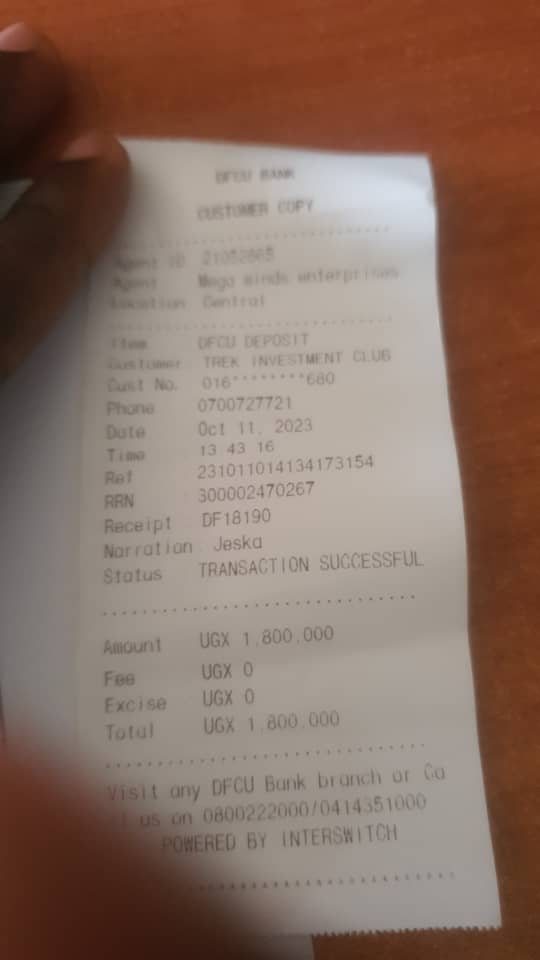 DFCU BANK
CUSTOMER COPY
Agent ID 21052665
Agent Mega minds enterprises
Location Central
Item DFCU DEPOSIT
Customer TREK INVESTMENT CLUB
Cust No. 016********680
Phone 0700727721
Date Oct 11, 2023
Time 13 43 16
Ref 231011014134173154
RRN 300002470267
Receipt DF18190
Narration : Jeska
Status TRANSACTION SUCCESSFUL
Amount UGX 1,800,000
Fee UGX 0
Excise UGX 0
Total UGX 1,800,000
Visit any DFCU Bank branch or Ca
us on 0800222000/0414351000
POWERED BY INTERSWITCH